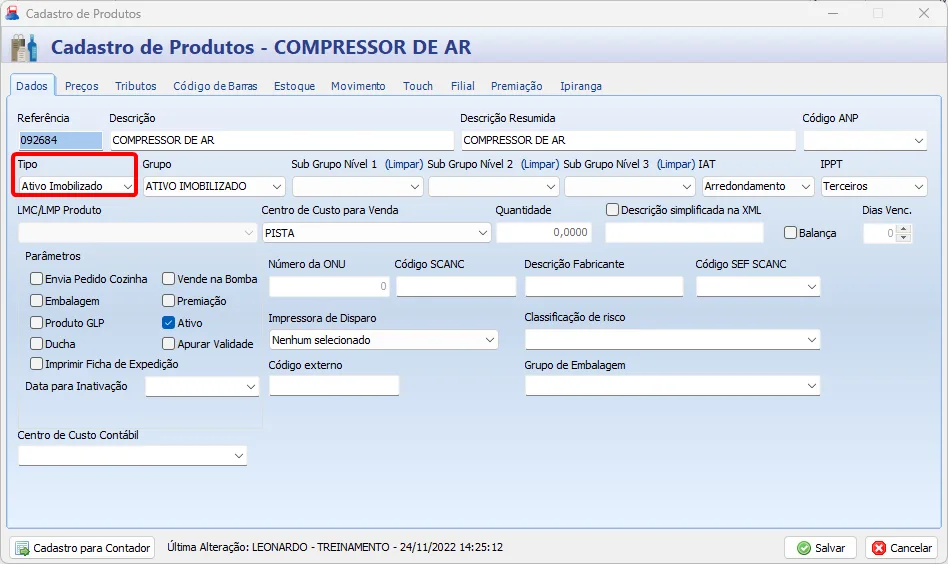 Cadastro de Produtos
Cadastro de Produtos - COMPRESSOR DE AR
Dados Preços Tributos Código de Barras Estoque Movimento Touch Filial Premiação Ipiranga
Referência Descrição Descrição Resumida Código ANP
092684 COMPRESSOR DE AR COMPRESSOR DE AR
Tipo Grupo Sub Grupo Nível 1 (Limpar) Sub Grupo Nível 2 (Limpar) Sub Grupo Nível 3 (Limpar) IAT IPPT
Ativo Imobilizado ATIVO IMOBILIZADO Arredondamento Terceiros
LMC/LMP Produto Centro de Custo para Venda Quantidade Descrição simplificada na XML Dias Venc.
PISTA 0,0000 Balança 0
Parâmetros
Número da ONU Código SCANC Descrição Fabricante Código SEF SCANC
Envia Pedido Cozinha Vende na Bomba
0
Embalagem Premiação
Produto GLP Ativo
Impressora de Disparo Classificação de risco
Ducha Apurar Validade
Nenhum selecionado
Imprimir Ficha de Expedição
Código externo Grupo de Embalagem
Data para Inativação
Centro de Custo Contábil
Cadastro para Contador Última Alteração: LEONARDO - TREINAMENTO - 24/11/2022 14:25:12 Salvar Cancelar